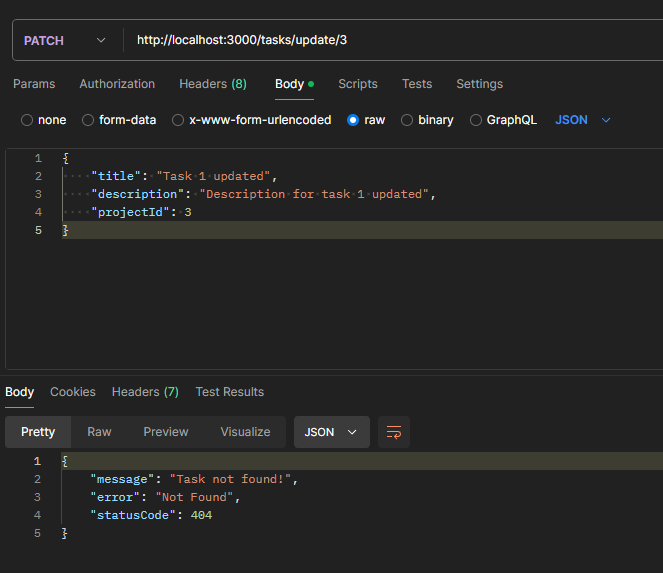 PATCH http://localhost:3000/tasks/update/3
Params Authorization Headers (8) Body Scripts Tests Settings
none form-data x-www-form-urlencoded raw binary GraphQL JSON
1 {
2 "title": "Task 1 updated",
3 "description": "Description for task 1 updated",
4 "projectId": 3
5 }
Body Cookies Headers (7) Test Results
Pretty Raw Preview Visualize JSON
1 {
2 "message": "Task not found!",
3 "error": "Not Found",
4 "statusCode": 404
5 }